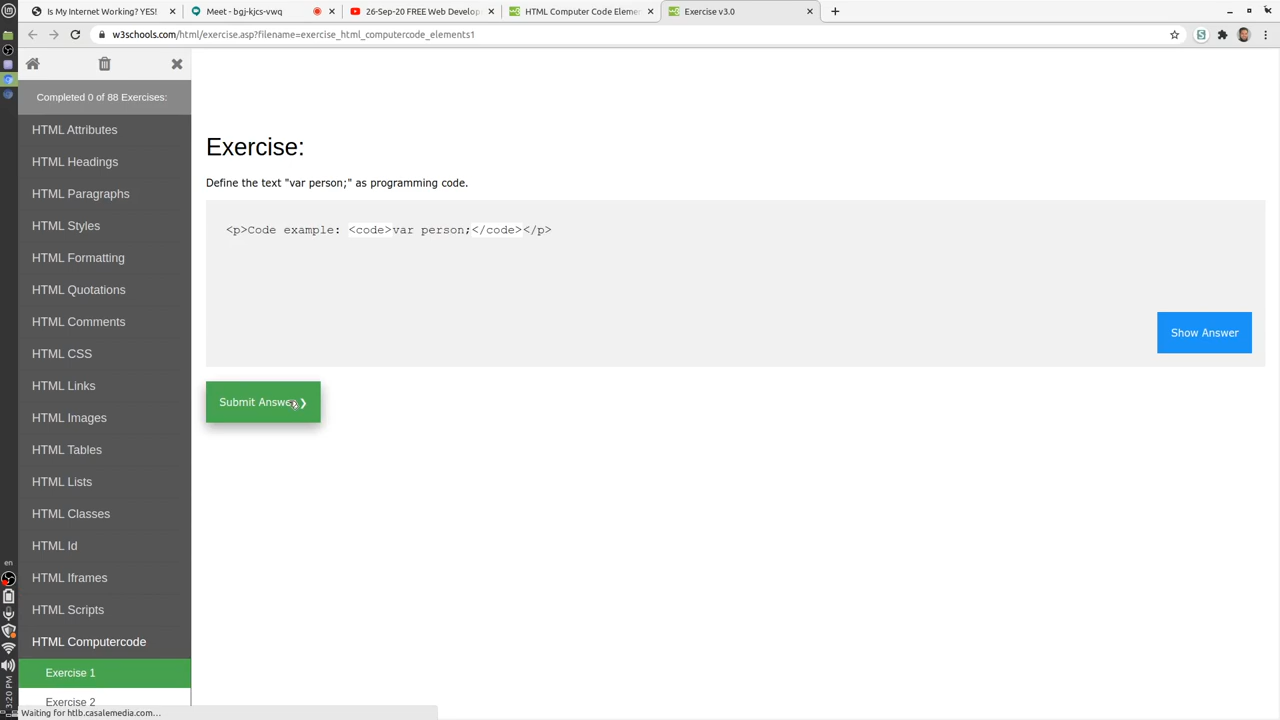 Is My Internet Working? YES!
Meet - bgj-kjcs-vwq
26-Sep-20 FREE Web Develop
HTML Computer Code Elemen
Exercise v3.0
w3schools.com/html/exercise.asp?filename=exercise_html_computercode_elements1
Completed 0 of 88 Exercises:
HTML Attributes
HTML Headings
HTML Paragraphs
HTML Styles
HTML Formatting
HTML Quotations
HTML Comments
HTML CSS
HTML Links
HTML Images
HTML Tables
HTML Lists
HTML Classes
HTML Id
HTML Iframes
HTML Scripts
HTML Computercode
Exercise 1
Exercise 2
Exercise:
Define the text "var person;" as programming code.
<p>Code example: <code>var person;</code></p>
Show Answer
Submit Answer ❯
en
3:20 PM
Waiting for htlb.casalemedia.com...